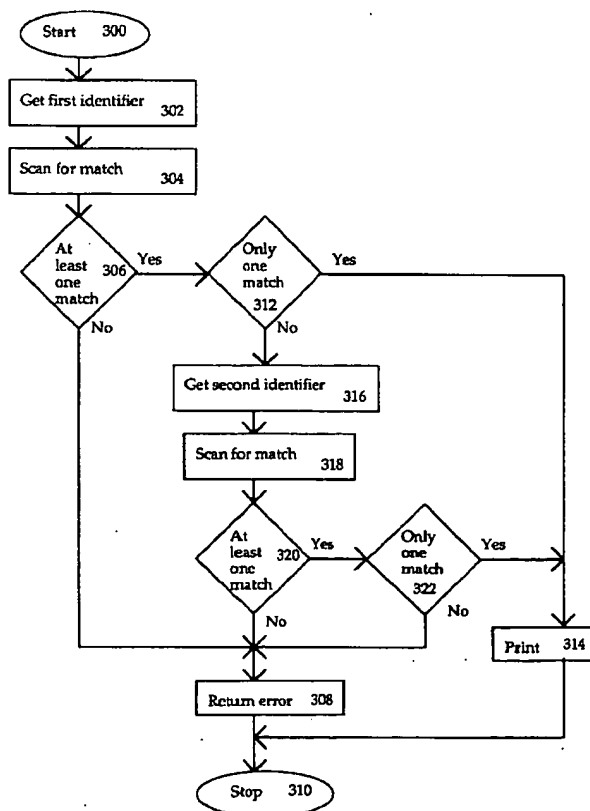 Start 300
Get first identifier 302
Scan for match 304
At
least
one
match
306
Yes
No
Only
one
match
312
Yes
No
Get second identifier 316
Scan for match 318
At
least
one
match
320
Yes
No
Only
one
match
322
Yes
No
Print 314
Return error 308
Stop 310